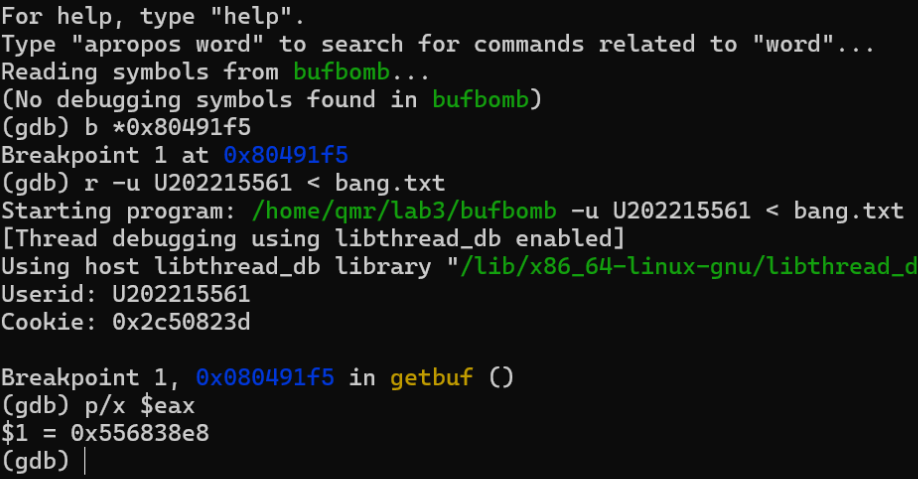 For help, type "help".
Type "apropos word" to search for commands related to "word"...
Reading symbols from bufbomb...
(No debugging symbols found in bufbomb)
(gdb) b *0x80491f5
Breakpoint 1 at 0x80491f5
(gdb) r -u U202215561 < bang.txt
Starting program: /home/qmr/lab3/bufbomb -u U202215561 < bang.txt
[Thread debugging using libthread_db enabled]
Using host libthread_db library "/lib/x86_64-linux-gnu/libthread_d
Userid: U202215561
Cookie: 0x2c50823d
Breakpoint 1, 0x080491f5 in getbuf ()
(gdb) p/x $eax
$1 = 0x556838e8
(gdb)